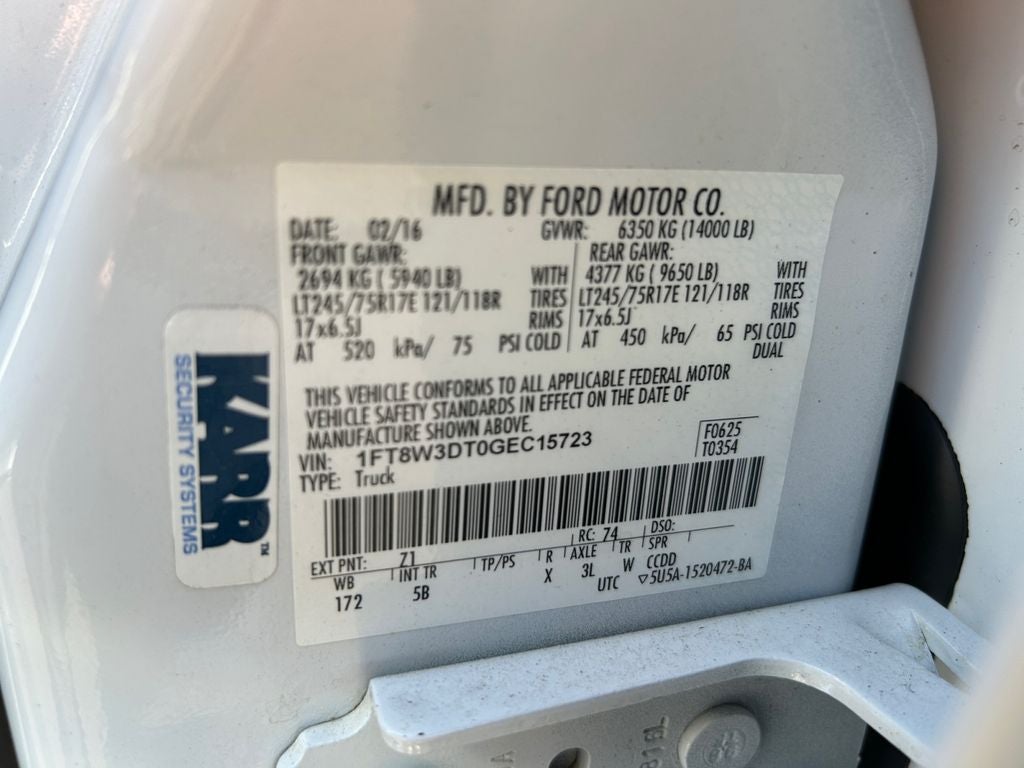 MFD. BY FORD MOTOR CO.
DATE: 02/16 GVWR: 6350 KG (14000 LB)
FRONT GAWR: REAR GAWR:
2694 KG ( 5940 LB) WITH 4377 KG ( 9650 LB) WITH
LT245/75R17E 121/118R TIRES LT245/75R17E 121/118R TIRES
17x6.5J RIMS 17x6.5J RIMS
AT 520 kPa/ 75 PSI COLD AT 450 kPa/ 65 PSI COLD
DUAL
THIS VEHICLE CONFORMS TO ALL APPLICABLE FEDERAL MOTOR
VEHICLE SAFETY STANDARDS IN EFFECT ON THE DATE OF
MANUFACTURE SHOWN ABOVE.
VIN: 1FT8W3DT0GEC15723 F0625
TYPE: Truck T0354
EXT PNT: Z1 RC: 74 DSO:
WB INT TR TP/PS R AXLE TR SPR
172 5B X 3L W CCDD
UTC ▽5U5A-1520472-BA
KARR™
SECURITY SYSTEMS